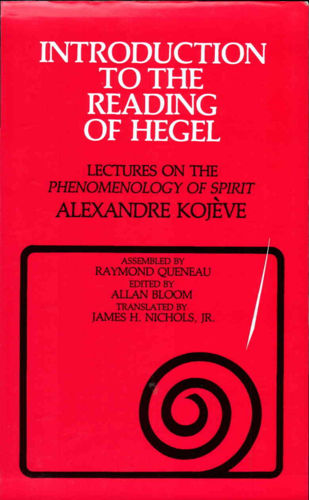 INTRODUCTION
TO THE
READING
OF HEGEL
LECTURES ON THE
PHENOMENOLOGY OF SPIRIT
ALEXANDRE KOJÈVE
ASSEMBLED BY
RAYMOND QUENEAU
EDITED BY
ALLAN BLOOM
TRANSLATED BY
JAMES H. NICHOLS, JR.